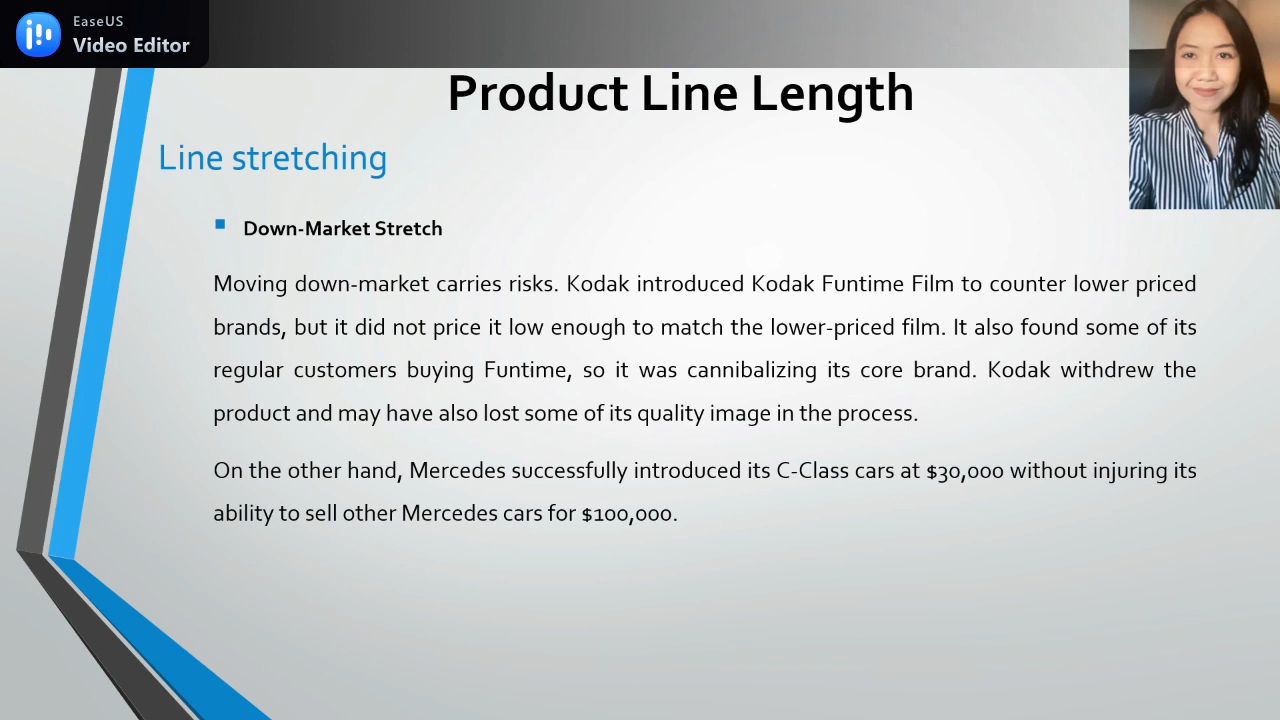 EaseUS
Video Editor
Product Line Length
Line stretching
Down-Market Stretch
Moving down-market carries risks. Kodak introduced Kodak Funtime Film to counter lower priced
brands, but it did not price it low enough to match the lower-priced film. It also found some of its
regular customers buying Funtime, so it was cannibalizing its core brand. Kodak withdrew the
product and may have also lost some of its quality image in the process.
On the other hand, Mercedes successfully introduced its C-Class cars at $30,000 without injuring its
ability to sell other Mercedes cars for $100,000.